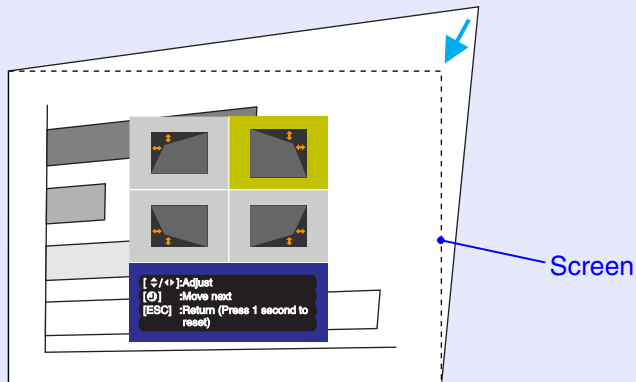 [ ⬍/◂▸]:Adjust
[◕] :Move next
[ESC] :Return (Press 1 second to
reset)
Screen